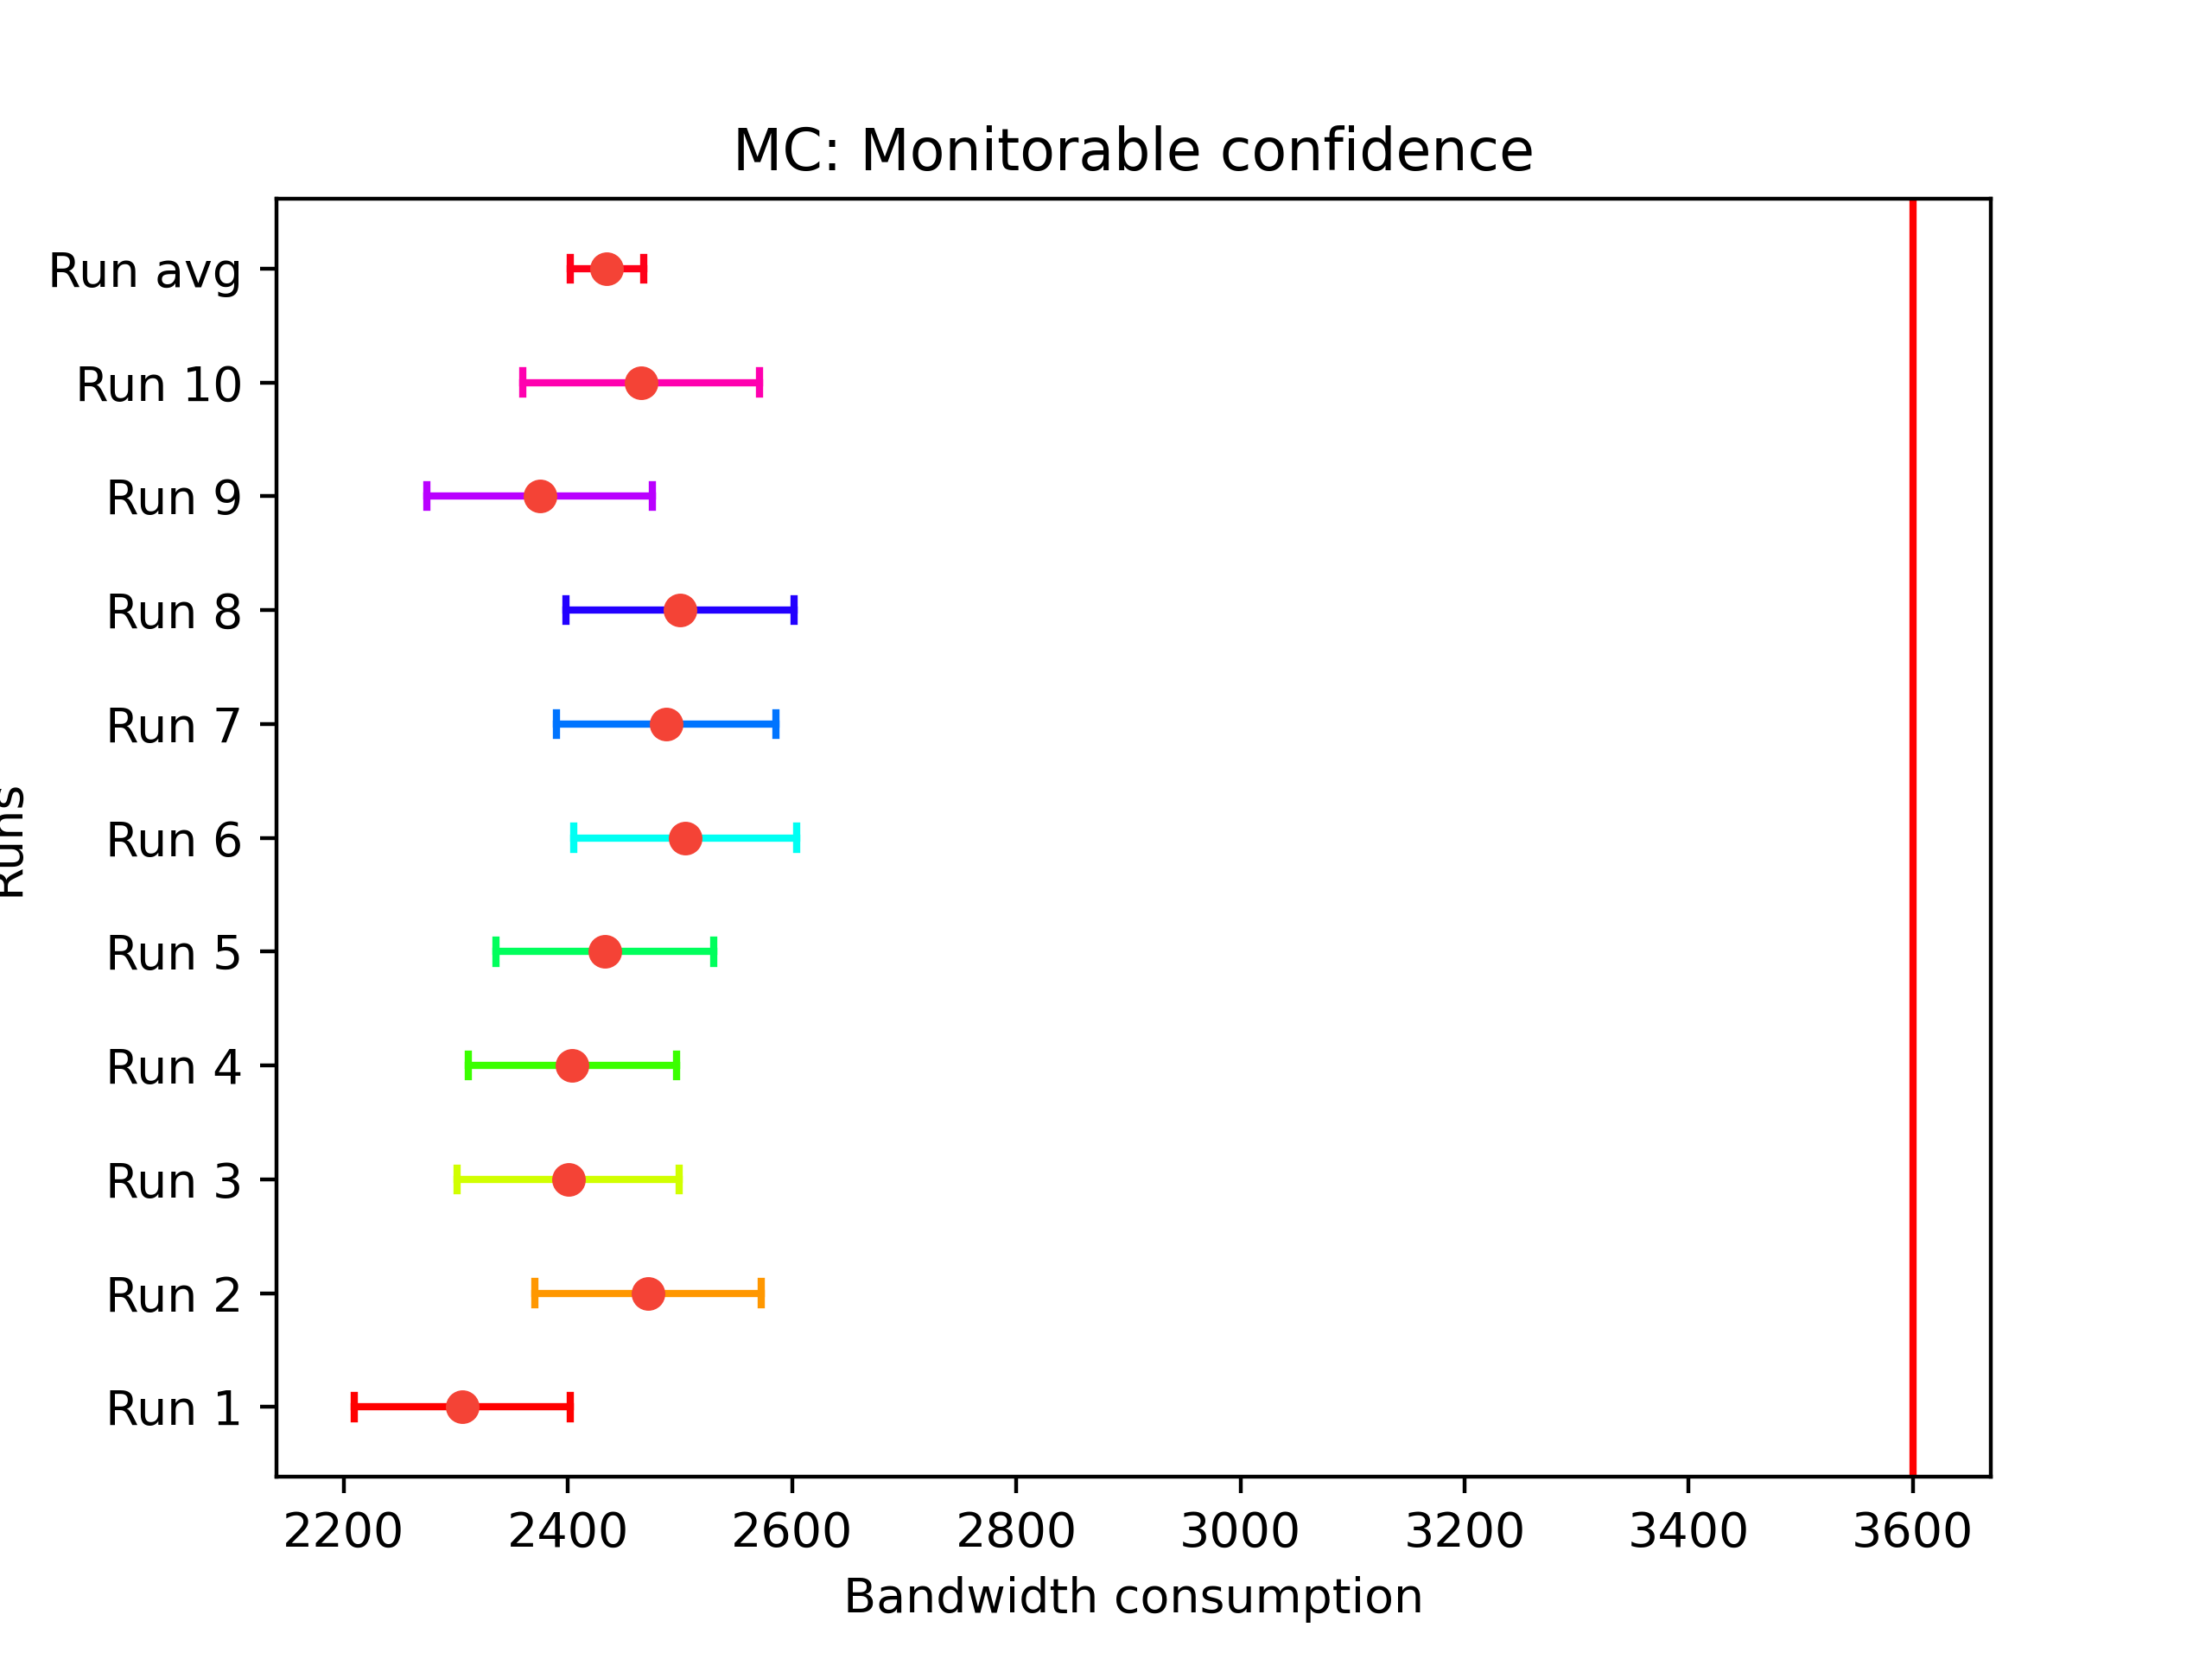 MC: Monitorable confidence
Run avg
Run 10
Run 9
Run 8
Run 7
Run 6
Run 5
Run 4
Run 3
Run 2
Run 1
Runs
2200 2400 2600 2800 3000 3200 3400 3600
Bandwidth consumption